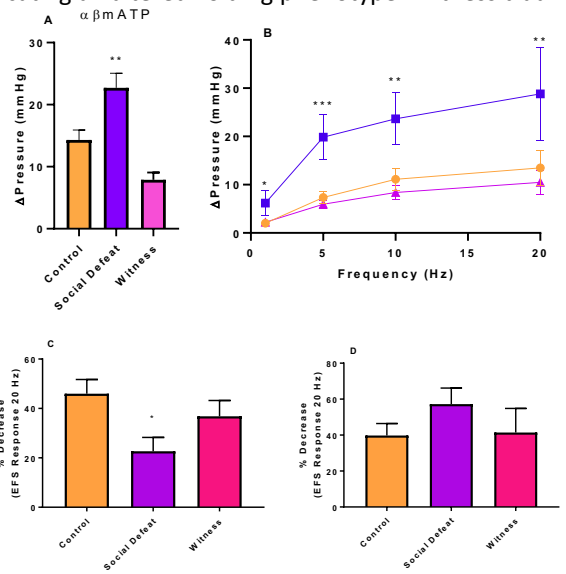 A
αβmATP
ΔPressure (mmHg)
30
20
10
0
**
Control
Social Defeat
Witness
B
ΔPressure (mmHg)
40
30
20
10
0
*
***
**
**
0
5
10
15
20
Frequency (Hz)
C
% Decrease
(EFS Response 20 Hz)
60
40
20
0
*
Control
Social Defeat
Witness
D
% Decrease
(EFS Response 20 Hz)
80
60
40
20
0
Control
Social Defeat
Witness